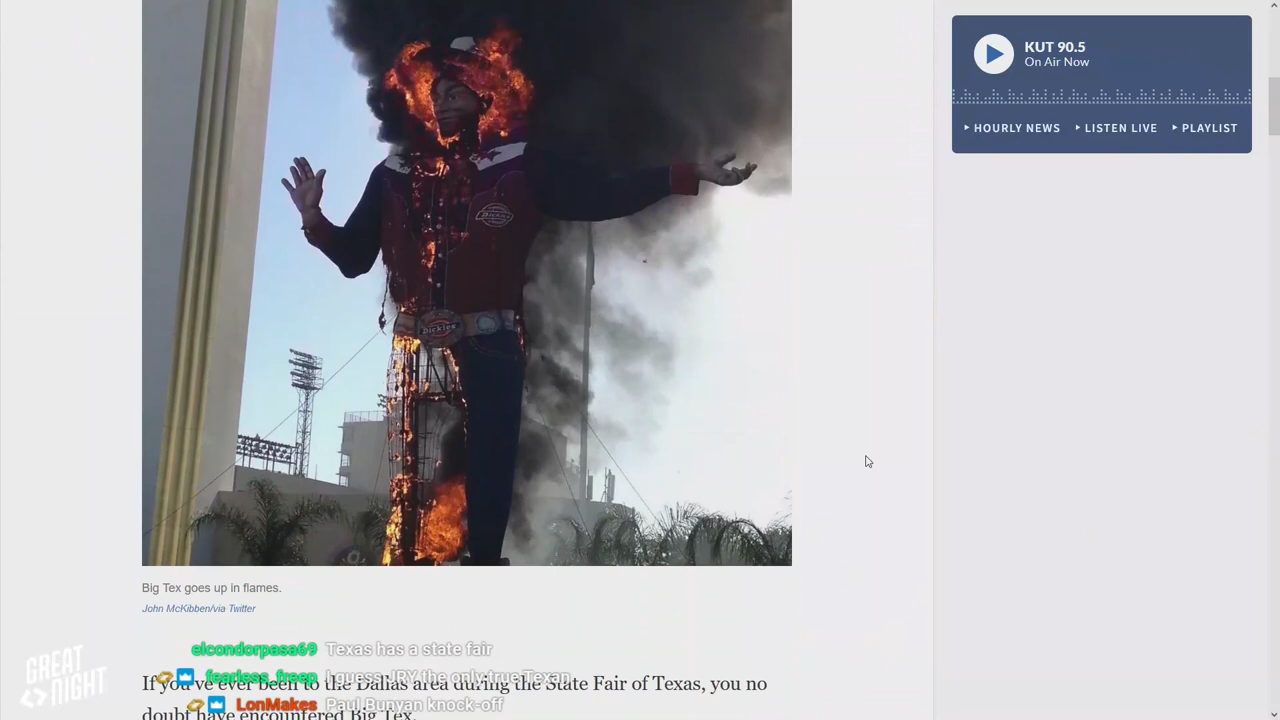 KUT 90.5
On Air Now
HOURLY NEWS LISTEN LIVE PLAYLIST
Dickies
Dickies
Big Tex goes up in flames.
John McKibben/via Twitter
elcondorpasa69 Texas has a state fair
fearless_freep I guess JRY the only true Texan
If you've ever been to the Dallas area during the State Fair of Texas, you no
LonMakes Paul Bunyan knock-off
doubt have encountered Big Tex.
GREAT
NIGHT